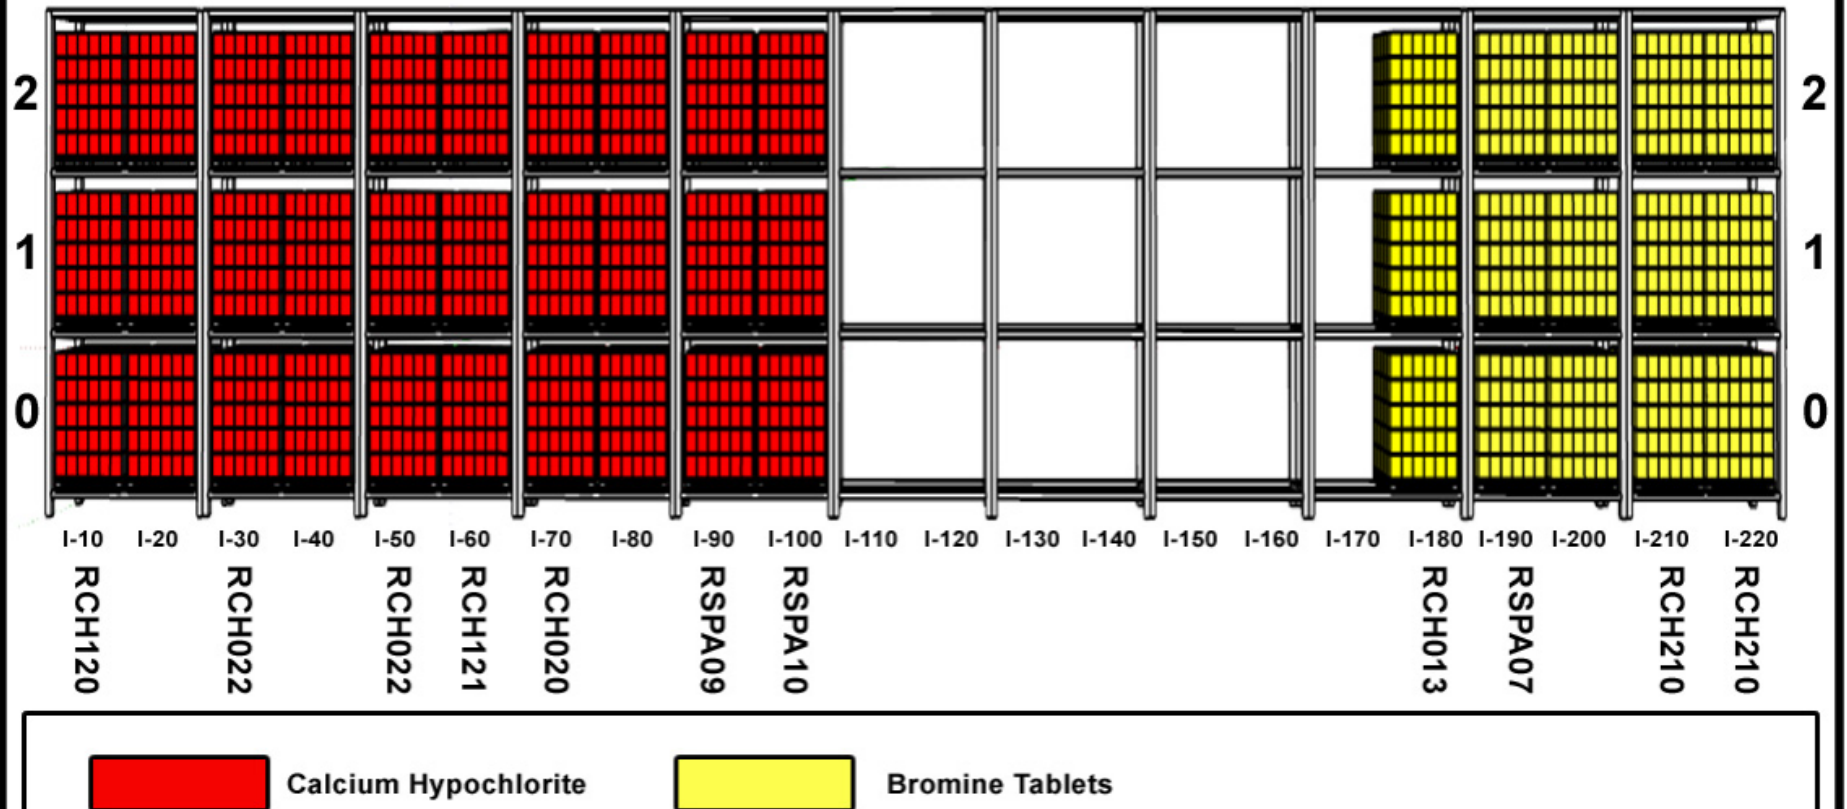 2 2
1 1
0 0
I-10 I-20 I-30 I-40 I-50 I-60 I-70 I-80 I-90 I-100 I-110 I-120 I-130 I-140 I-150 I-160 I-170 I-180 I-190 I-200 I-210 I-220
RCH120
RCH022
RCH022
RCH121
RCH020
RSPA09
RSPA10
RCH013
RSPA07
RCH210
RCH210
Calcium Hypochlorite Bromine Tablets